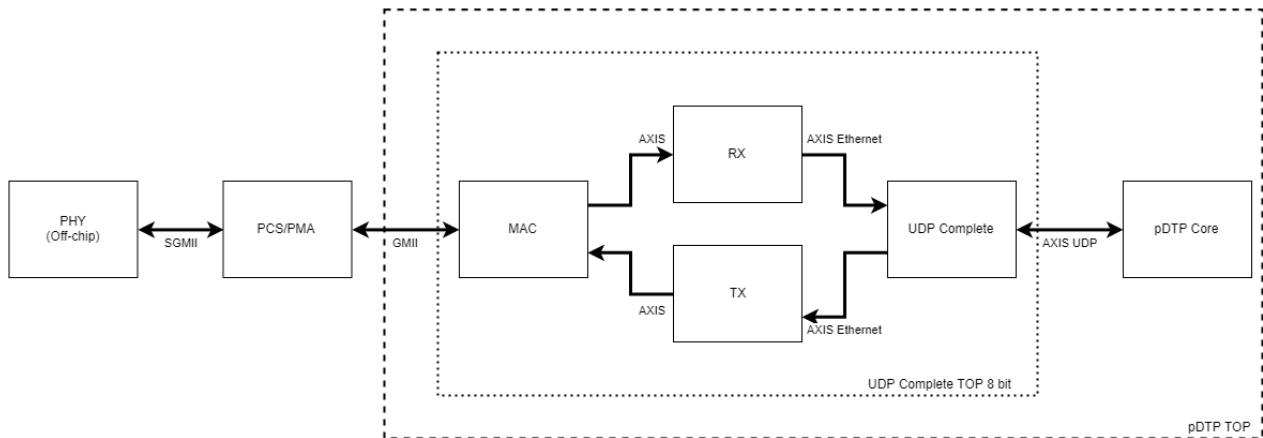 AXIS
RX
AXIS Ethernet
PHY
(Off-chip)
SGMII
PCS/PMA
GMII
MAC
UDP Complete
AXIS UDP
pDTP Core
AXIS
TX
AXIS Ethernet
UDP Complete TOP 8 bit
pDTP TOP